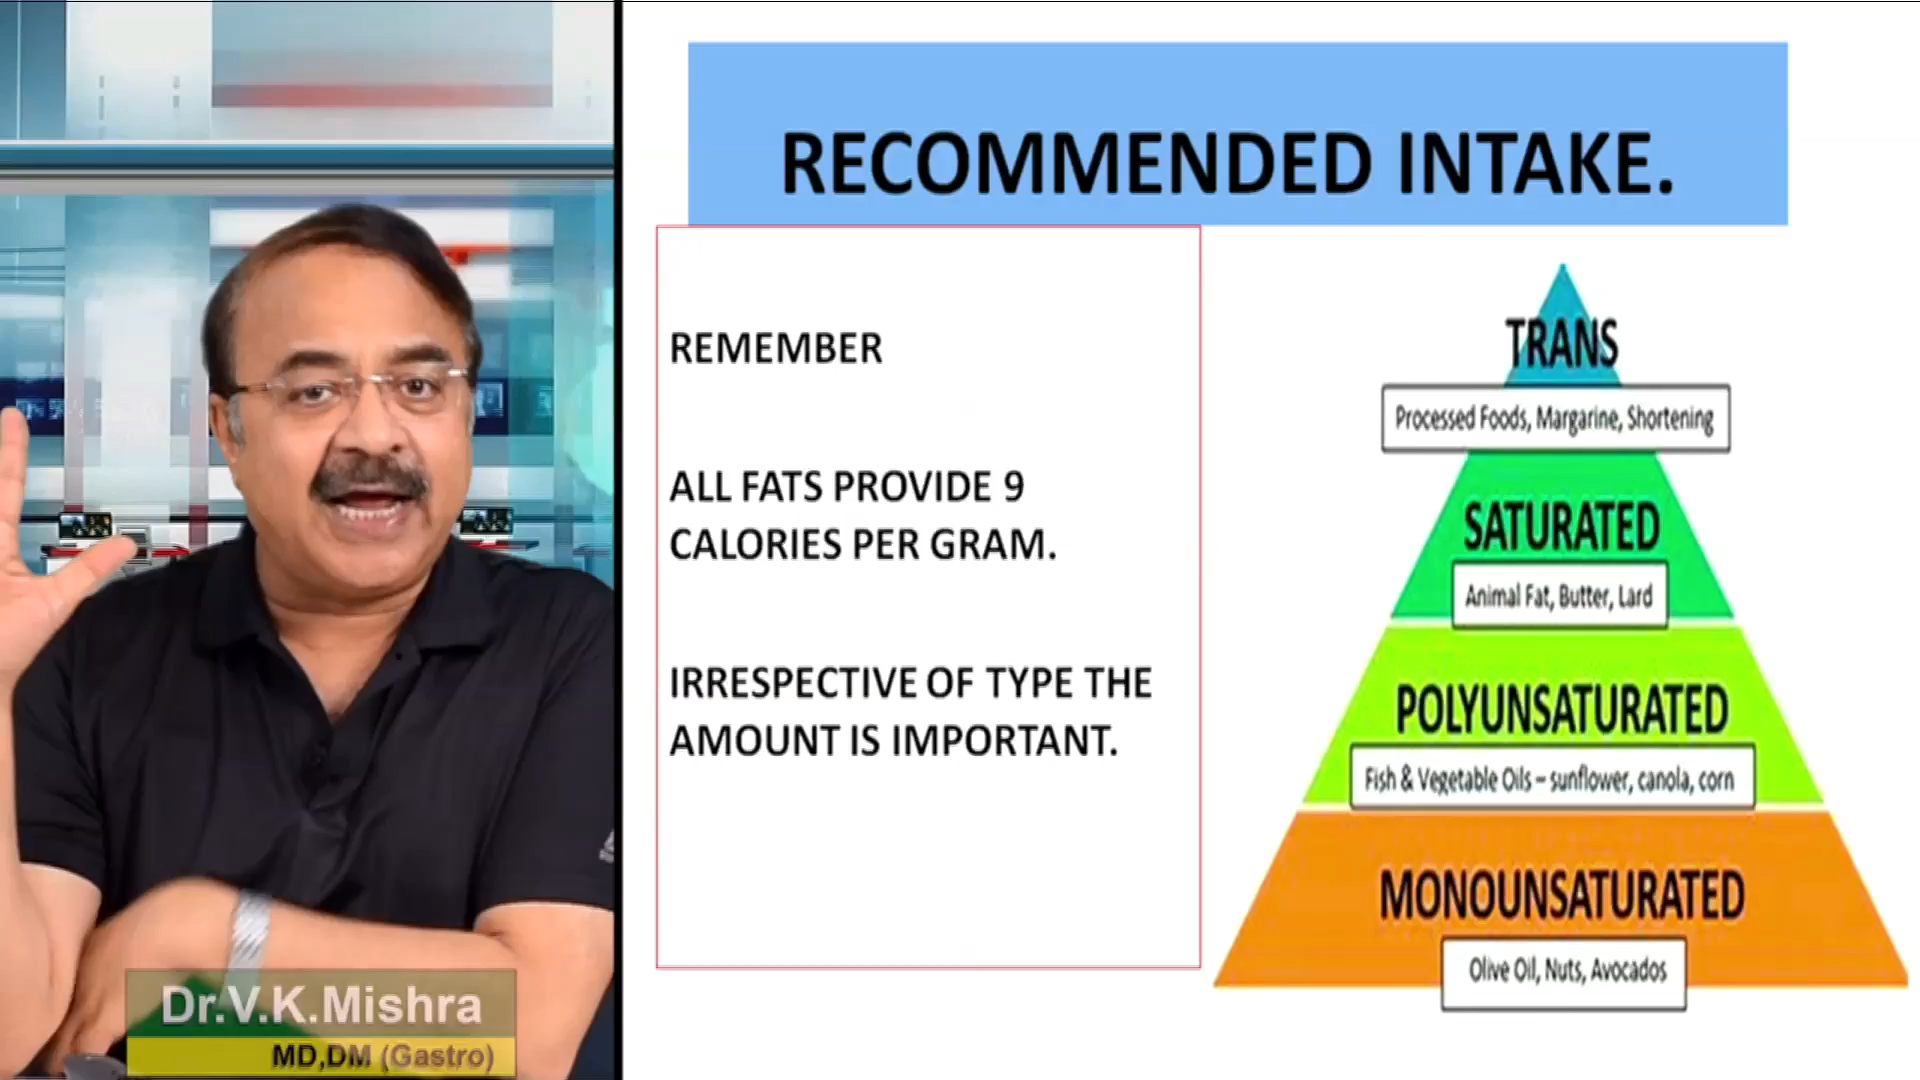 RECOMMENDED INTAKE.
REMEMBER
ALL FATS PROVIDE 9
CALORIES PER GRAM.
IRRESPECTIVE OF TYPE THE
AMOUNT IS IMPORTANT.
TRANS
Processed Foods, Margarine, Shortening
SATURATED
Animal Fat, Butter, Lard
POLYUNSATURATED
Fish & Vegetable Oils – sunflower, canola, corn
MONOUNSATURATED
Olive Oil, Nuts, Avocados
Dr.V.K.Mishra
MD,DM (Gastro)